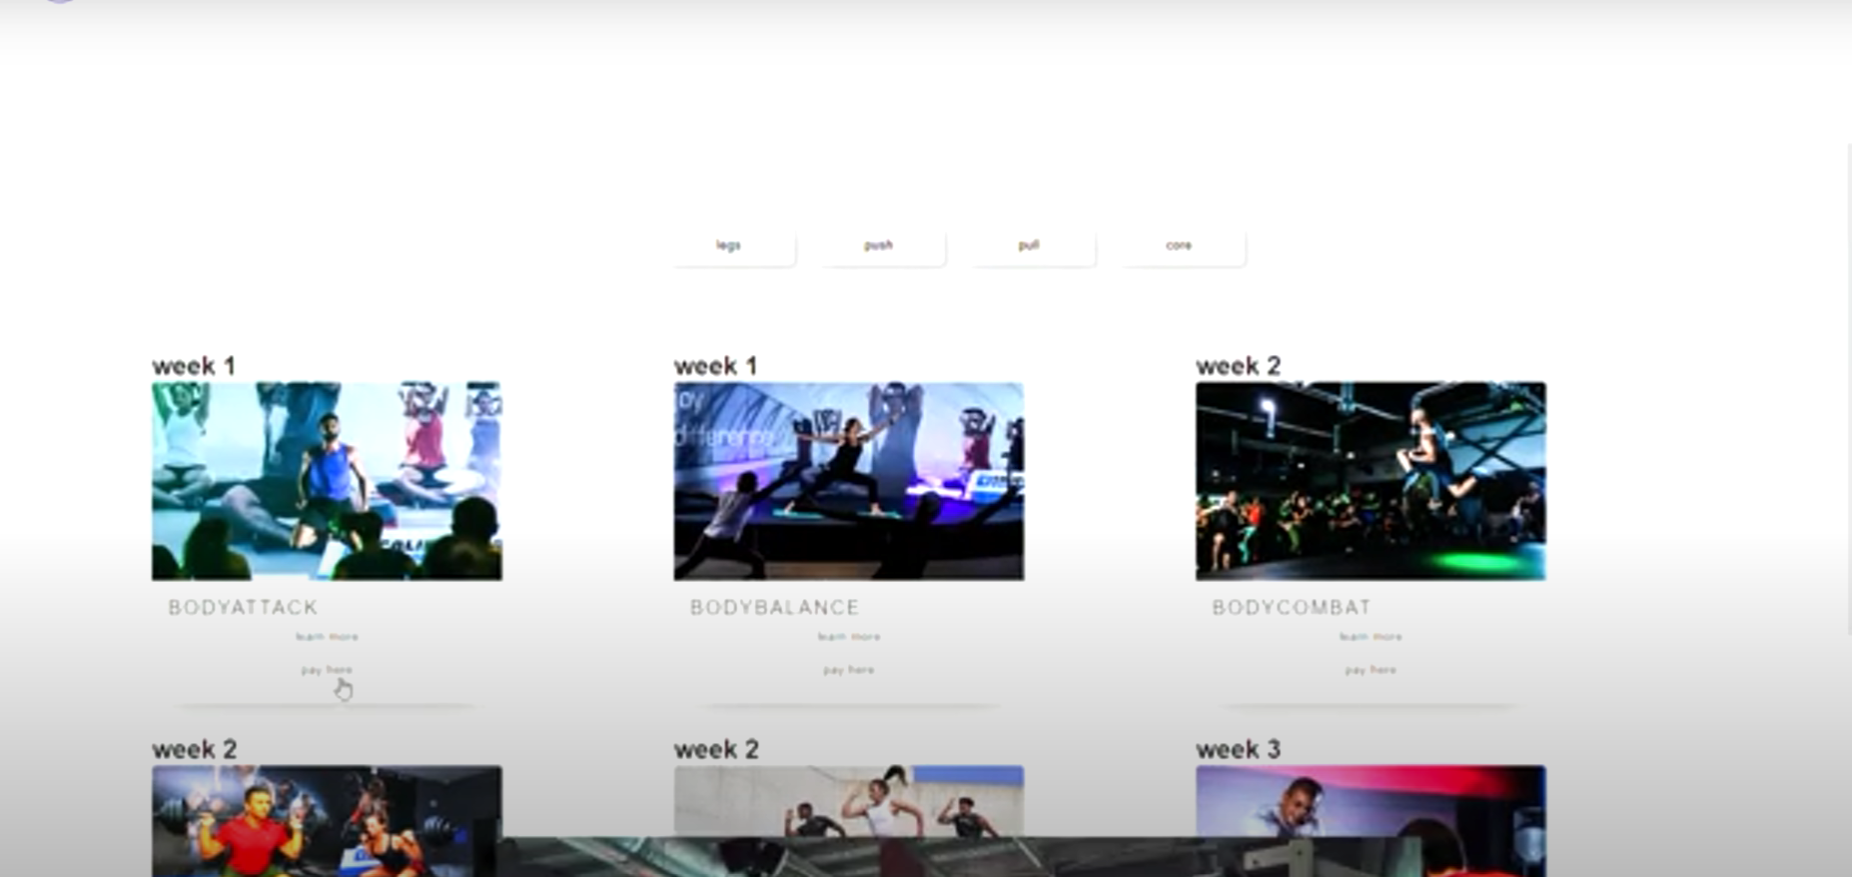 legs push pull core
week 1 week 1 week 2
difference
BODYATTACK BODYBALANCE BODYCOMBAT
learn more learn more learn more
pay here pay here pay here
week 2 week 2 week 3